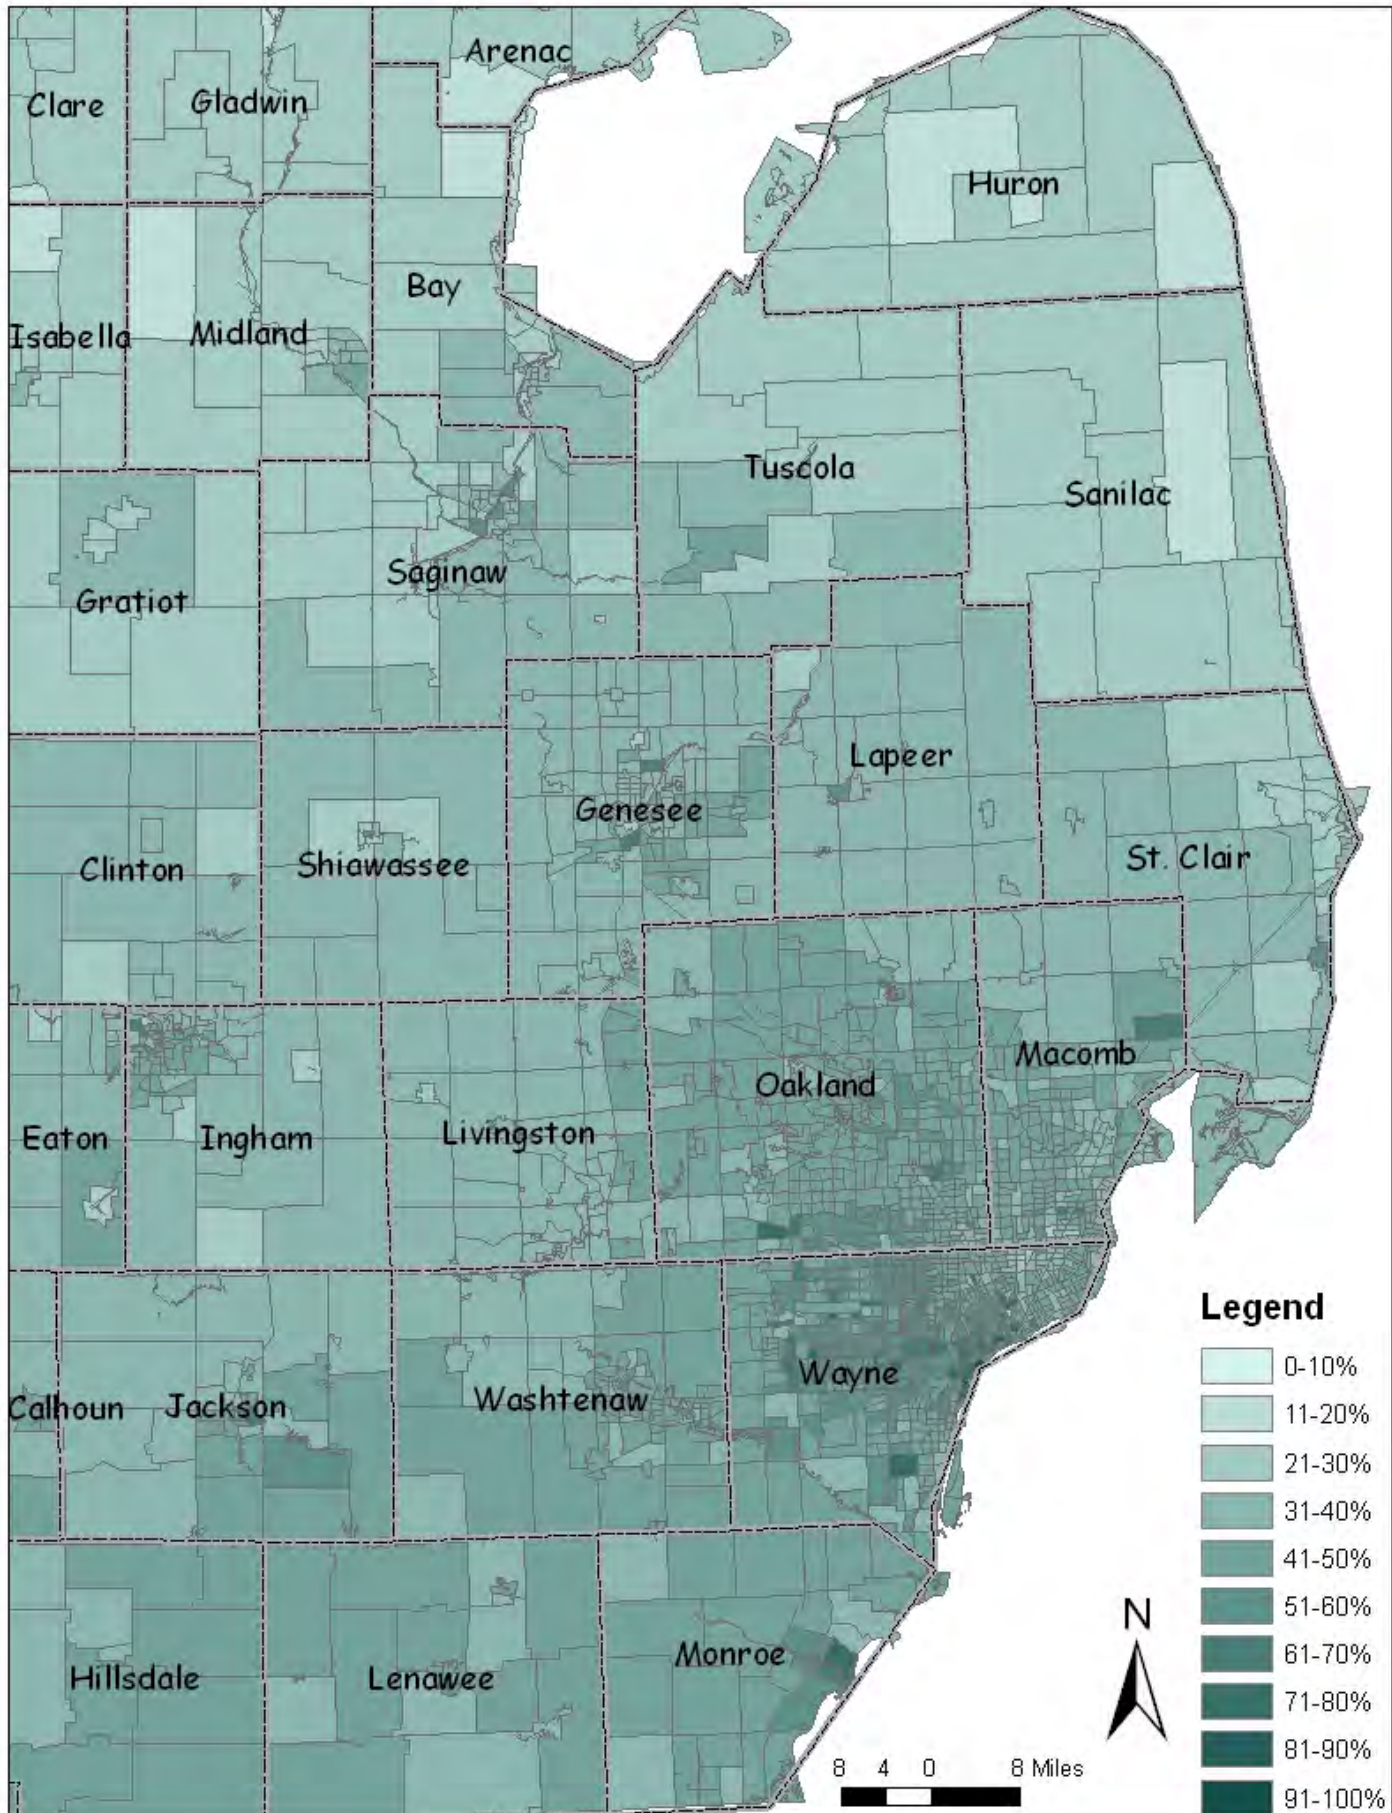 Arenac
Clare
Gladwin
Huron
Bay
Isabella
Midland
Tuscola
Sanilac
Saginaw
Gratiot
Lapeer
Genesee
St. Clair
Clinton
Shiawassee
Macomb
Oakland
Eaton
Ingham
Livingston
Legend
0-10%
11-20%
21-30%
31-40%
41-50%
51-60%
61-70%
71-80%
81-90%
91-100%
Wayne
Washtenaw
Calhoun
Jackson
Monroe
Hillsdale
Lenawee
N
8 4 0 8 Miles